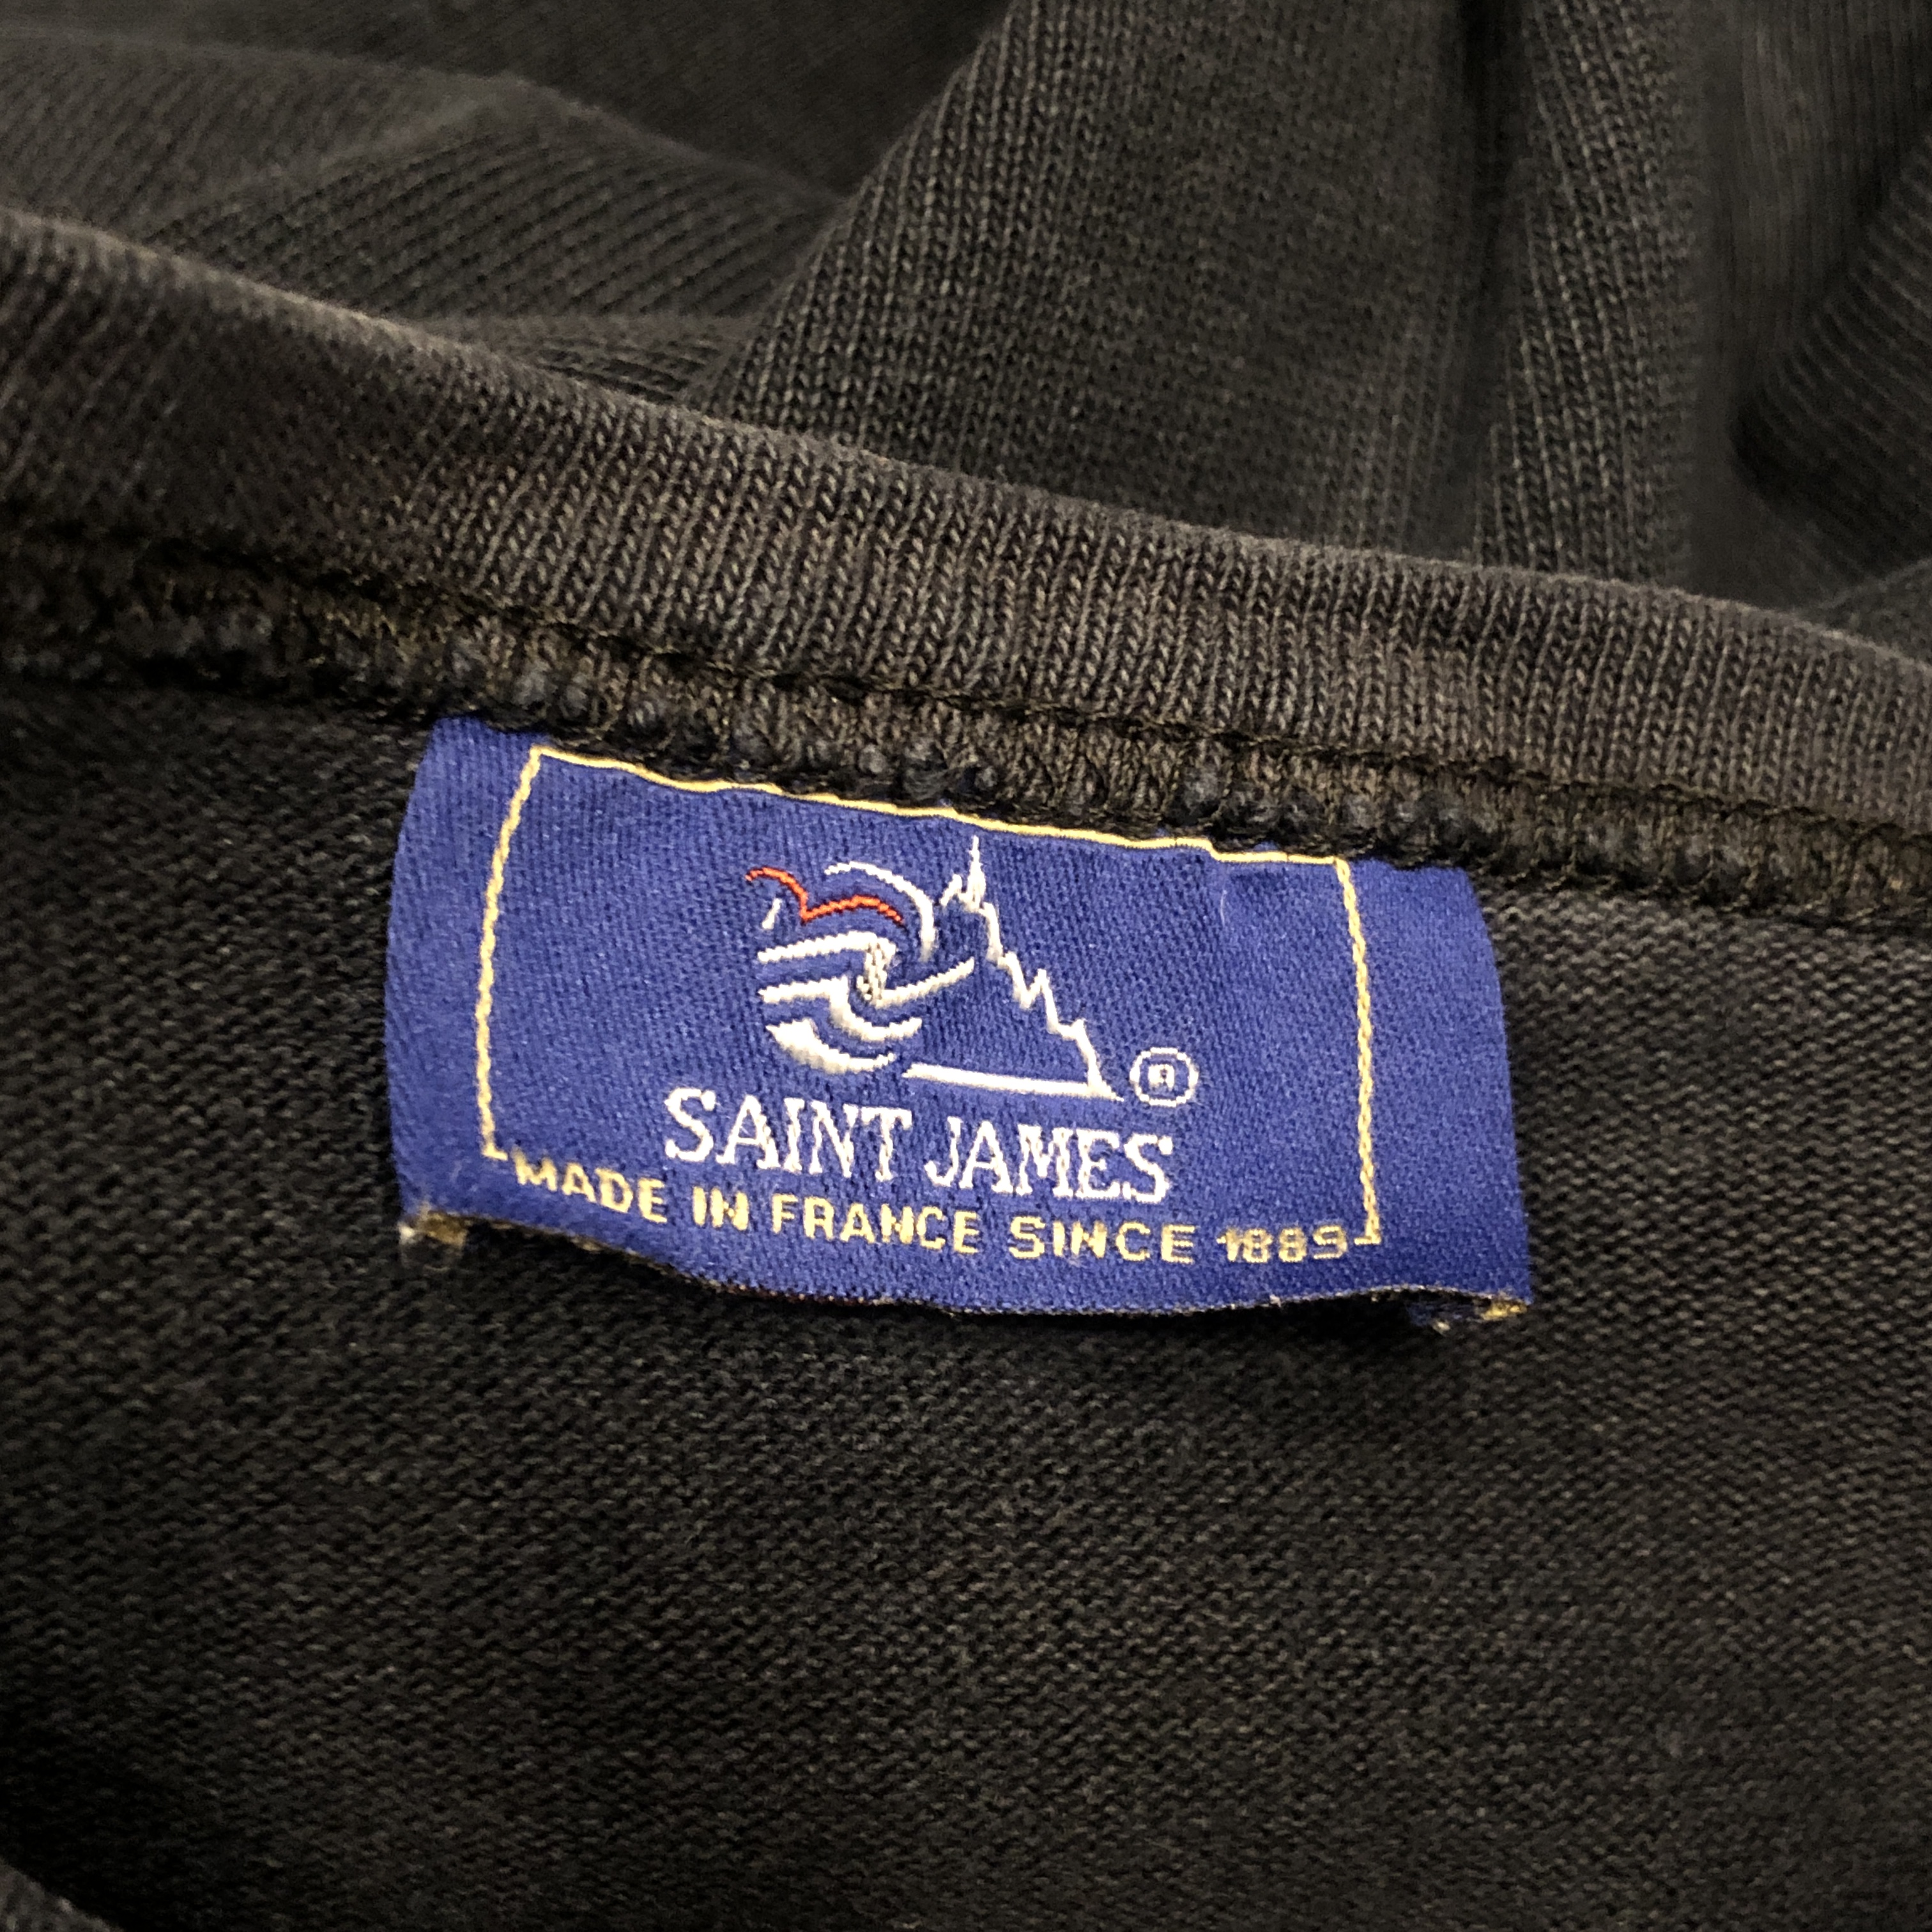 ®
SAINT JAMES
MADE IN FRANCE SINCE 1889